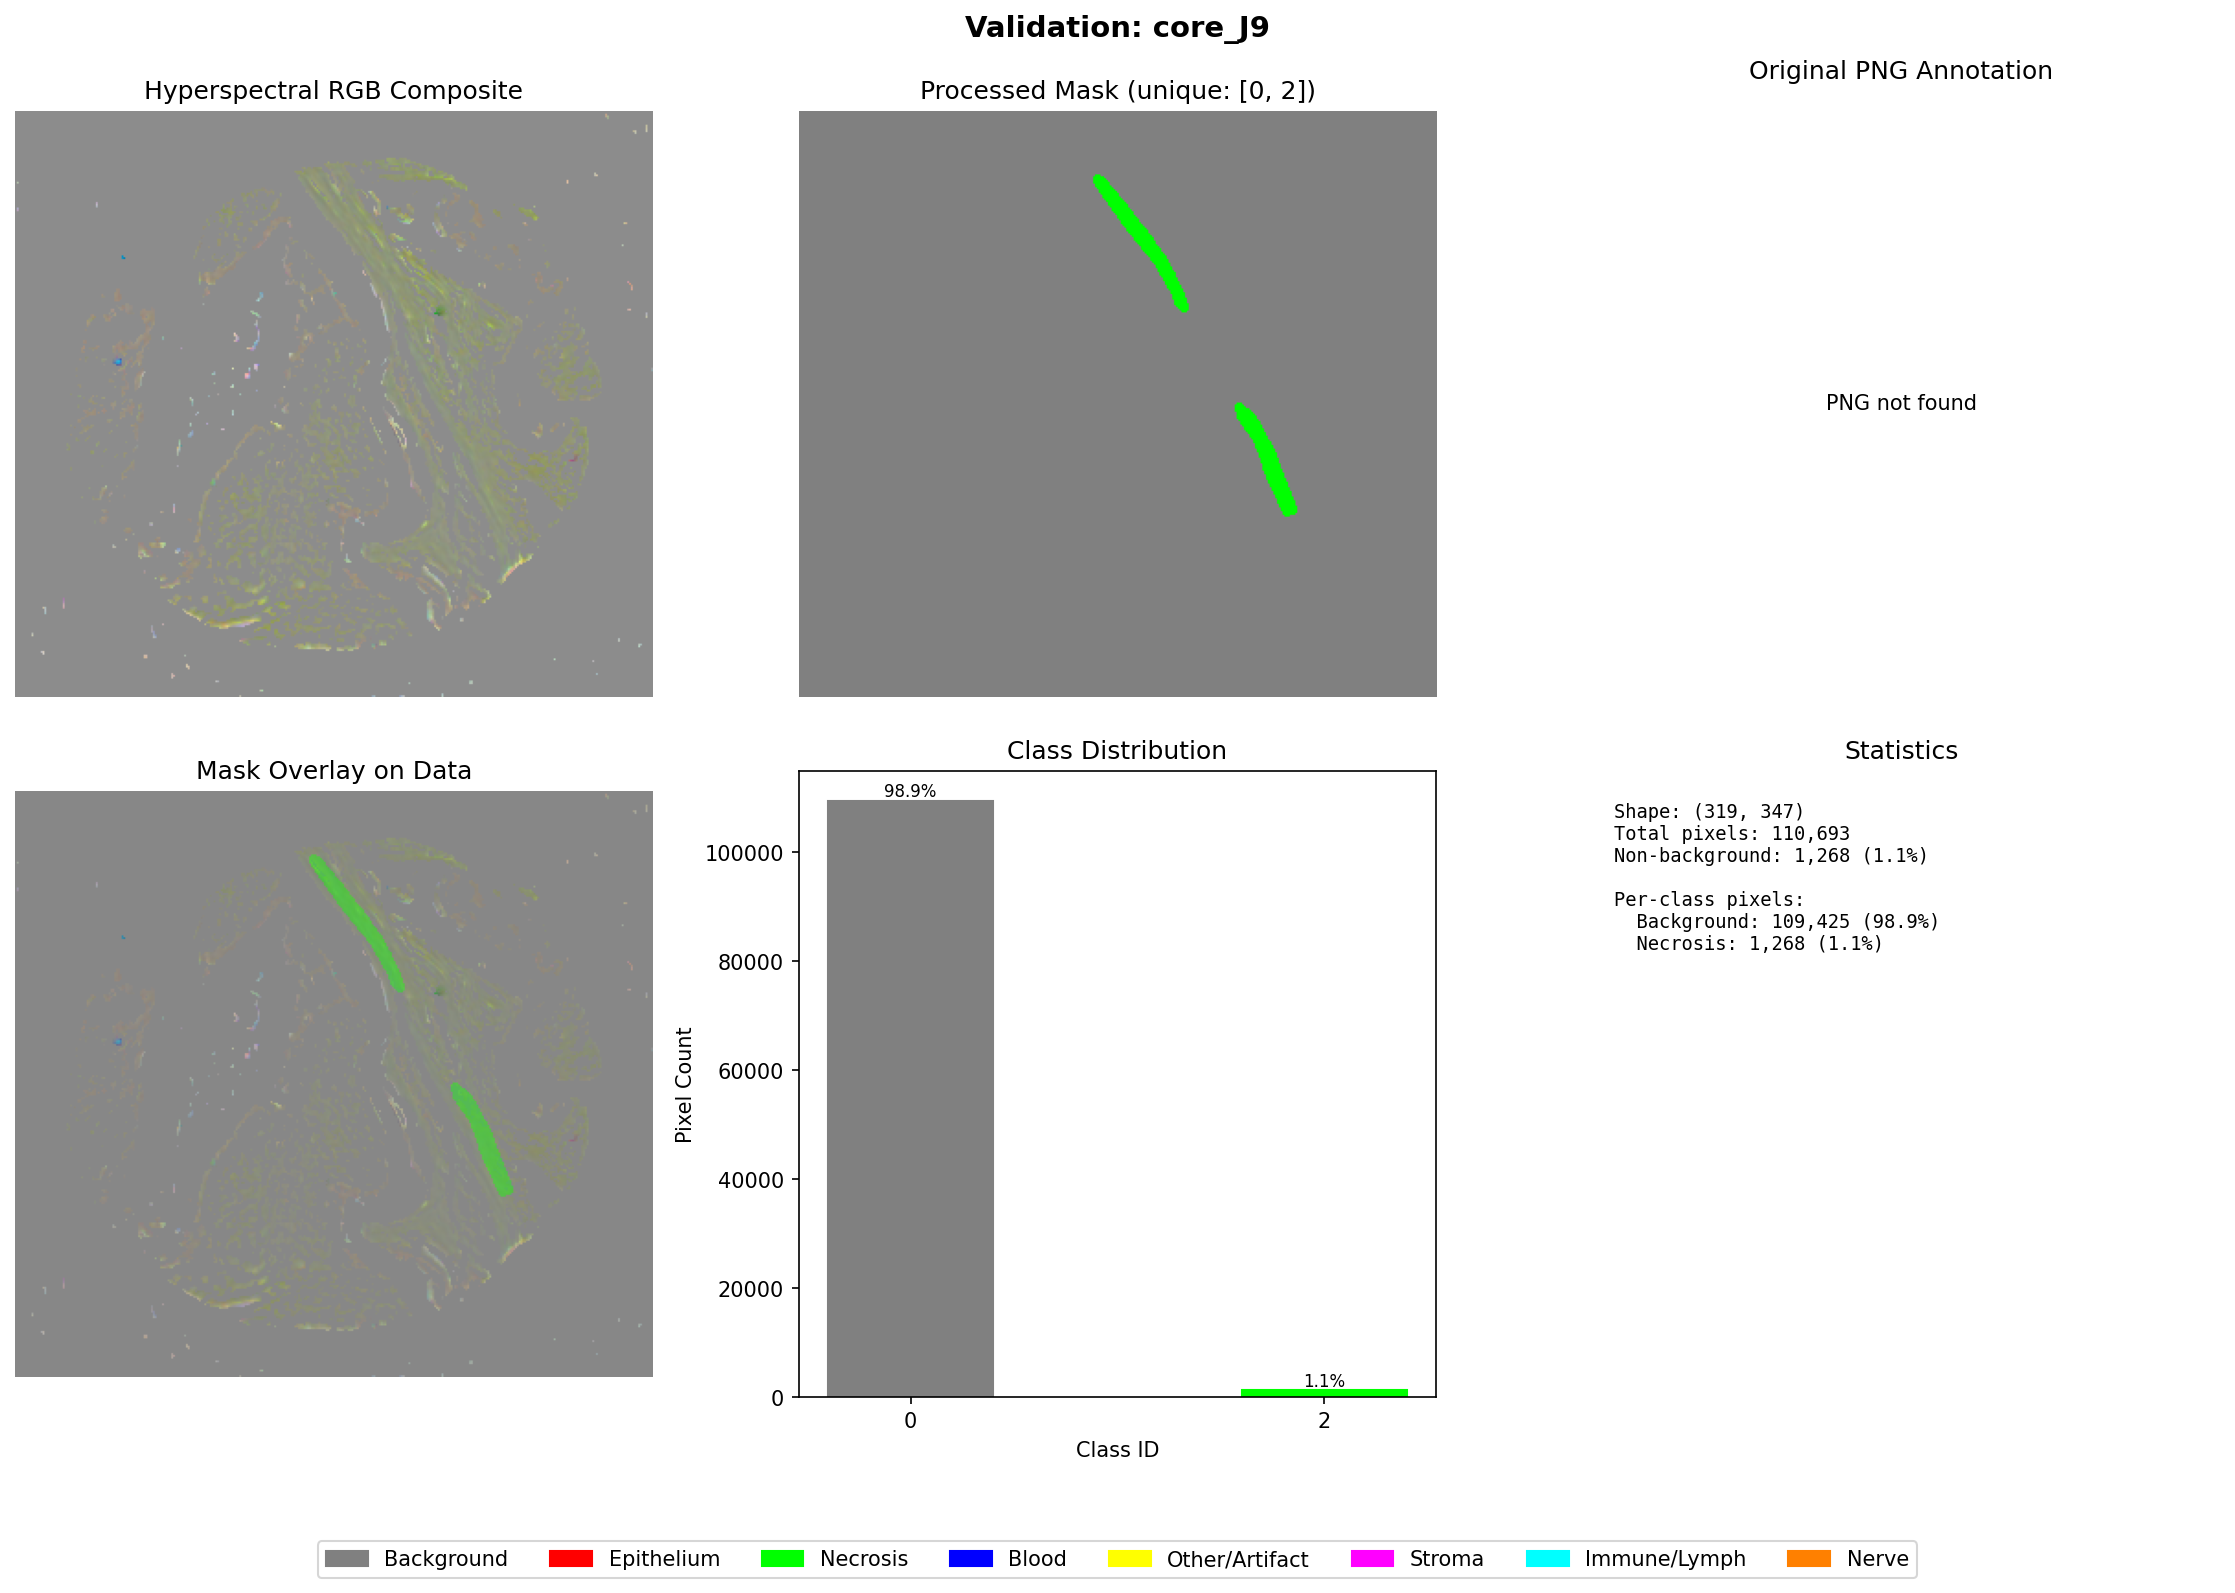 Validation: core_J9
Hyperspectral RGB Composite
Processed Mask (unique: [0, 2])
Original PNG Annotation
PNG not found
Mask Overlay on Data
Class Distribution
98.9%
1.1%
100000
80000
60000
40000
20000
0
Pixel Count
0
2
Class ID
Statistics
Shape: (319, 347)
Total pixels: 110,693
Non-background: 1,268 (1.1%)
Per-class pixels:
Background: 109,425 (98.9%)
Necrosis: 1,268 (1.1%)
Background
Epithelium
Necrosis
Blood
Other/Artifact
Stroma
Immune/Lymph
Nerve